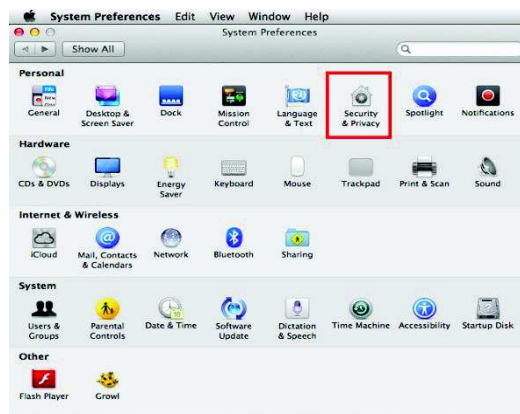 System Preferences Edit View Window Help
System Preferences
Show All
Personal
General Desktop & Screen Saver Dock Mission Control Language & Text Security & Privacy Spotlight Notifications
Hardware
CDs & DVDs Displays Energy Saver Keyboard Mouse Trackpad Print & Scan Sound
Internet & Wireless
iCloud Mail, Contacts & Calendars Network Bluetooth Sharing
System
Users & Groups Parental Controls Date & Time Software Update Dictation & Speech Time Machine Accessibility Startup Disk
Other
Flash Player Growl